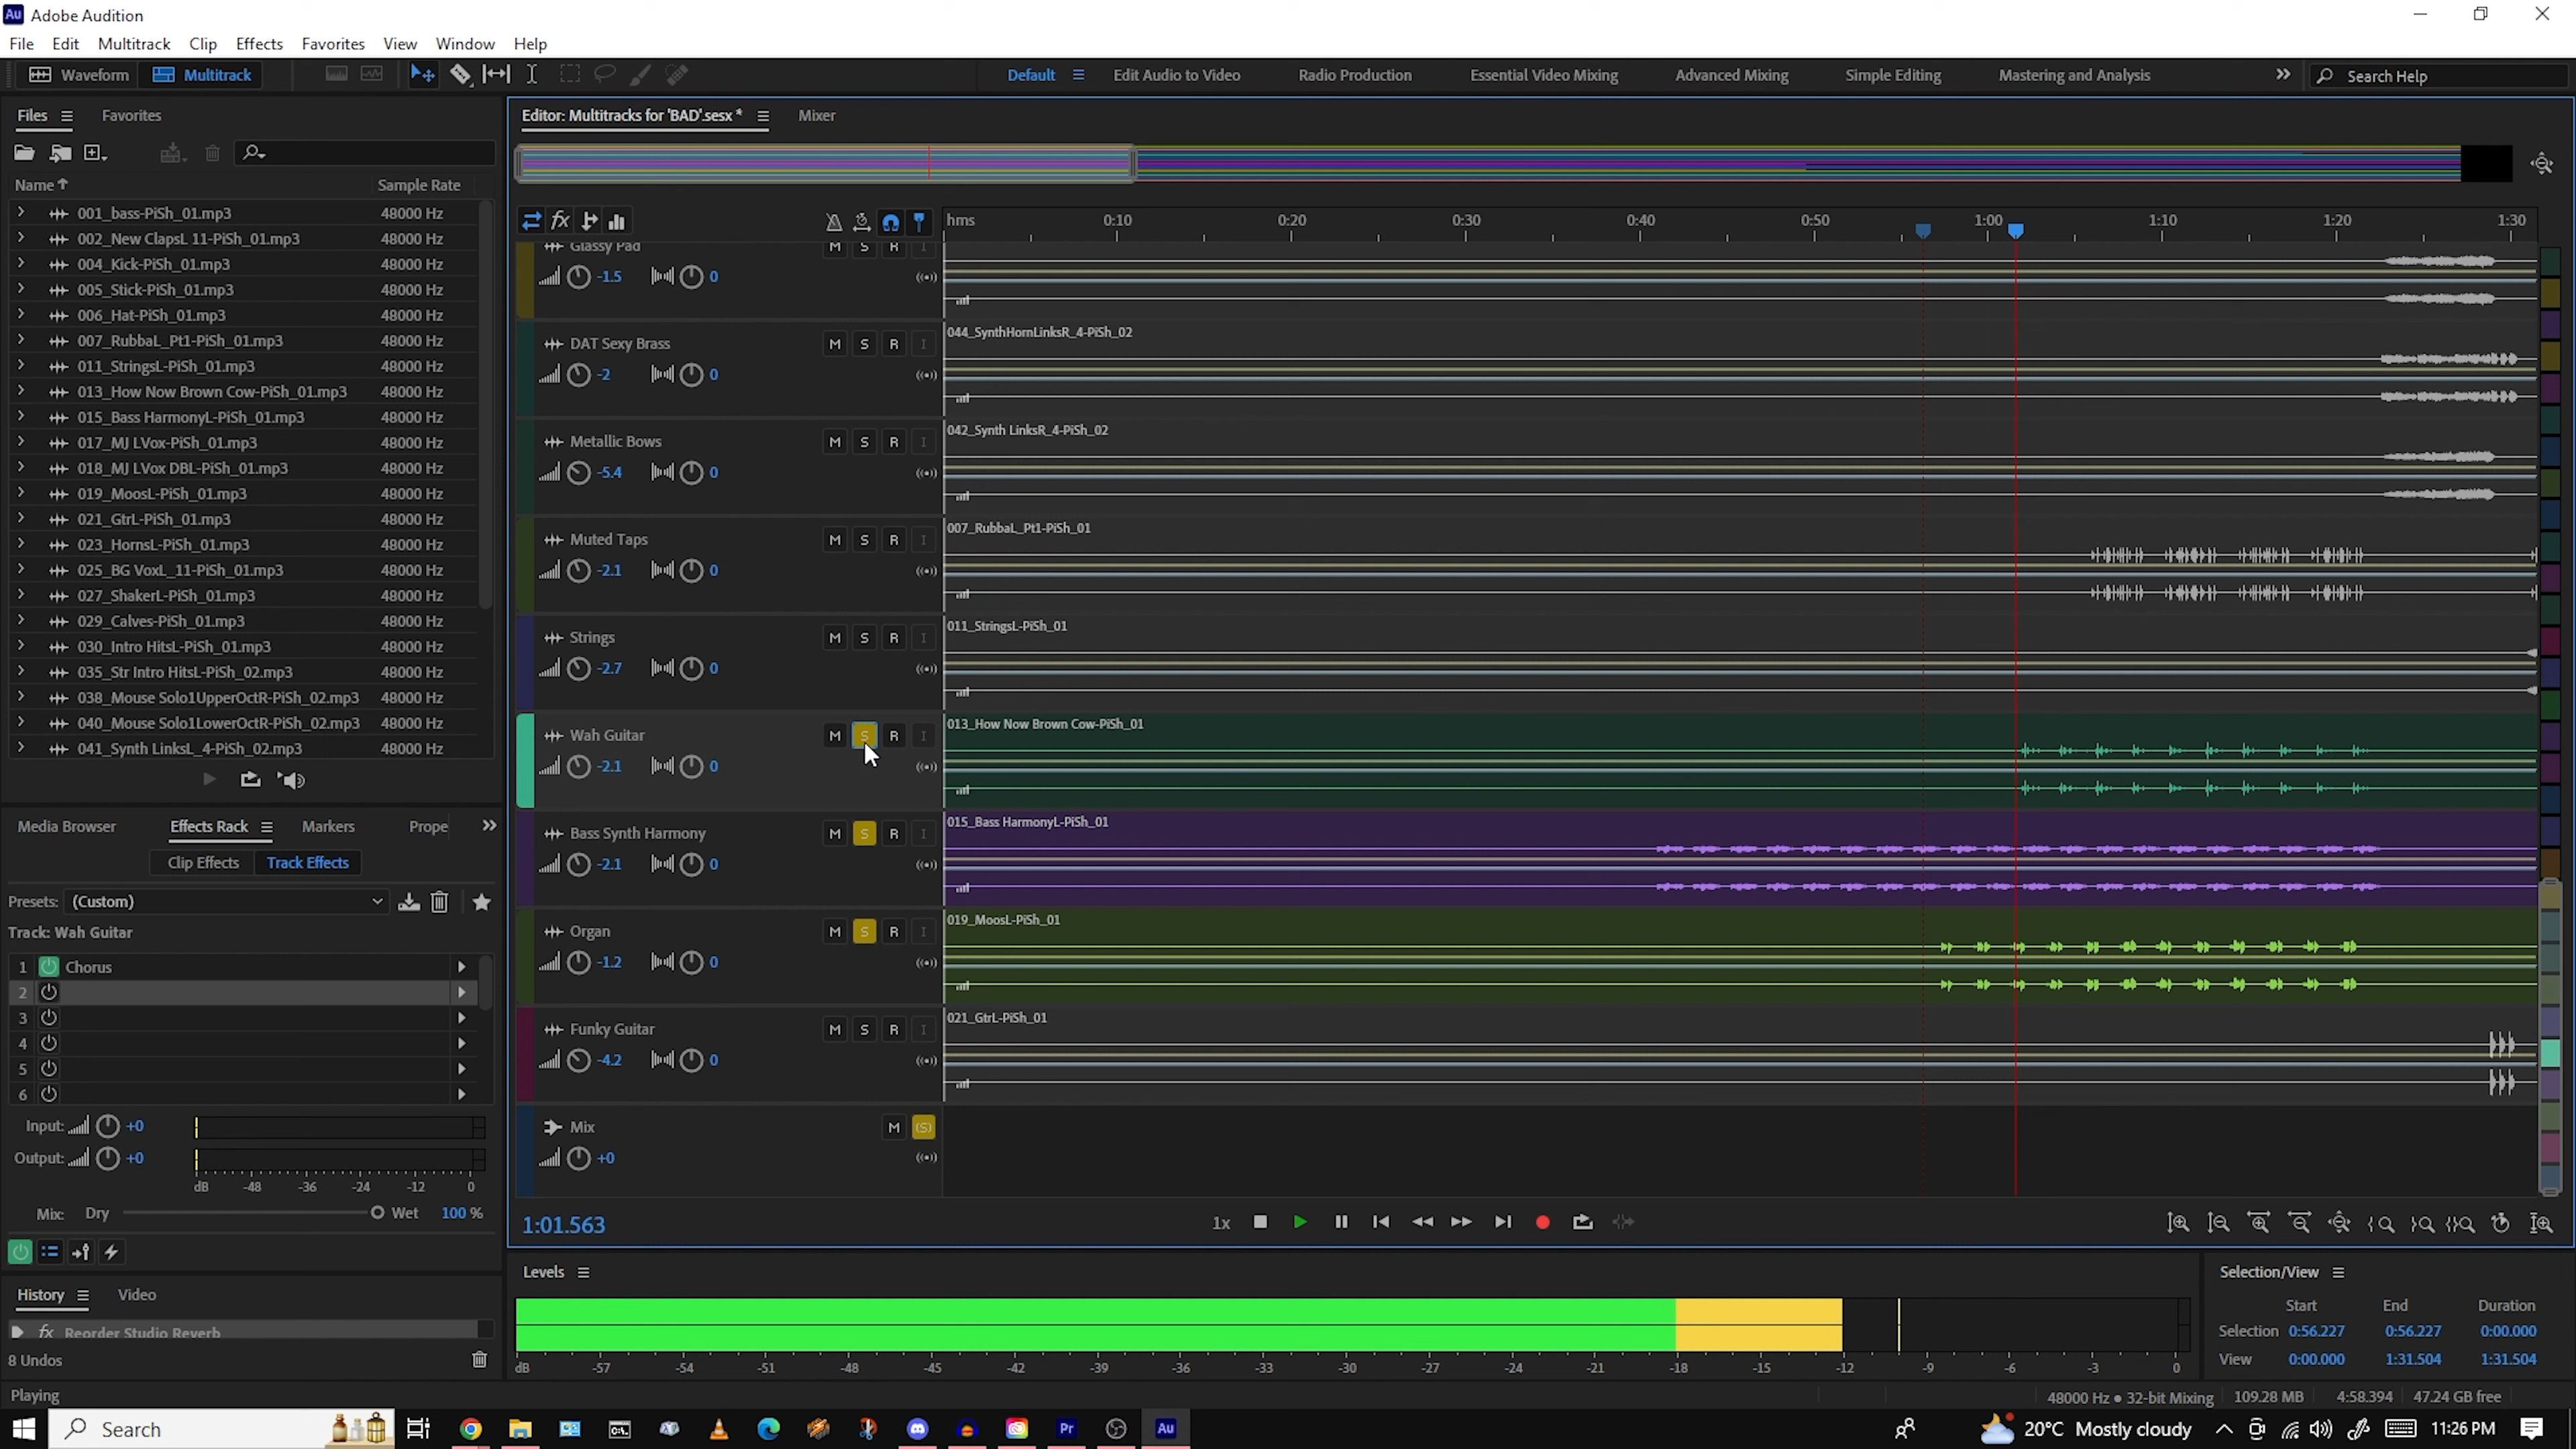 Au Adobe Audition
File Edit Multitrack Clip Effects Favorites View Window Help
Waveform Multitrack Default Edit Audio to Video Radio Production Essential Video Mixing Advanced Mixing Simple Editing Mastering and Analysis Search Help
Files Favorites
Name Sample Rate
001_bass-PiSh_01.mp3 48000 Hz
002_New ClapsL 11-PiSh_01.mp3 48000 Hz
004_Kick-PiSh_01.mp3 48000 Hz
005_Stick-PiSh_01.mp3 48000 Hz
006_Hat-PiSh_01.mp3 48000 Hz
007_RubbaL_Pt1-PiSh_01.mp3 48000 Hz
011_StringsL-PiSh_01.mp3 48000 Hz
013_How Now Brown Cow-PiSh_01.mp3 48000 Hz
015_Bass HarmonyL-PiSh_01.mp3 48000 Hz
017_MJ LVox-PiSh_01.mp3 48000 Hz
018_MJ LVox DBL-PiSh_01.mp3 48000 Hz
019_MoosL-PiSh_01.mp3 48000 Hz
021_GtrL-PiSh_01.mp3 48000 Hz
023_HornsL-PiSh_01.mp3 48000 Hz
025_BG VoxL_11-PiSh_01.mp3 48000 Hz
027_ShakerL-PiSh_01.mp3 48000 Hz
029_Calves-PiSh_01.mp3 48000 Hz
030_Intro HitsL-PiSh_01.mp3 48000 Hz
035_Str Intro HitsL-PiSh_02.mp3 48000 Hz
038_Mouse Solo1UpperOctR-PiSh_02.mp3 48000 Hz
040_Mouse Solo1LowerOctR-PiSh_02.mp3 48000 Hz
041_Synth LinksL_4-PiSh_02.mp3 48000 Hz
Media Browser Effects Rack Markers Prope
Clip Effects Track Effects
Presets: (Custom)
Track: Wah Guitar
1 Chorus
2
3
4
5
6
Input: +0
Output: +0
dB -48 -36 -24 -12 0
Mix: Dry Wet 100 %
History Video
fx Reorder Studio Reverb
8 Undos
Playing
Editor: Multitracks for 'BAD'.sesx * Mixer
fx hms 0:10 0:20 0:30 0:40 0:50 1:00 1:10 1:20 1:30
Glassy Pad M S R I
-1.5 0
DAT Sexy Brass M S R I 044_SynthHornLinksR_4-PiSh_02
-2 0
Metallic Bows M S R I 042_Synth LinksR_4-PiSh_02
-5.4 0
Muted Taps M S R I 007_RubbaL_Pt1-PiSh_01
-2.1 0
Strings M S R I 011_StringsL-PiSh_01
-2.7 0
Wah Guitar M S R I 013_How Now Brown Cow-PiSh_01
-2.1 0
Bass Synth Harmony M S R I 015_Bass HarmonyL-PiSh_01
-2.1 0
Organ M S R I 019_MoosL-PiSh_01
-1.2 0
Funky Guitar M S R I 021_GtrL-PiSh_01
-4.2 0
Mix M (S)
+0
1:01.563 1x
Levels
dB -57 -54 -51 -48 -45 -42 -39 -36 -33 -30 -27 -24 -21 -18 -15 -12 -9 -6 -3 0
Selection/View
Start End Duration
Selection 0:56.227 0:56.227 0:00.000
View 0:00.000 1:31.504 1:31.504
48000 Hz ● 32-bit Mixing 109.28 MB 4:58.394 47.24 GB free
Search Pr Au 20°C Mostly cloudy 11:26 PM